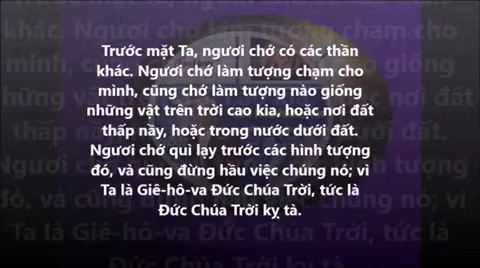 Trước mặt Ta, ngươi chớ có các thần
khác. Ngươi chớ làm tượng chạm cho
mình, cũng chớ làm tượng nào giống
những vật trên trời cao kia, hoặc nơi đất
thấp nầy, hoặc trong nước dưới đất.
Ngươi chớ quì lạy trước các hình tượng
đó, và cũng đừng hầu việc chúng nó; vì
Ta là Giê-hô-va Đức Chúa Trời, tức là
Đức Chúa Trời kỵ tà.